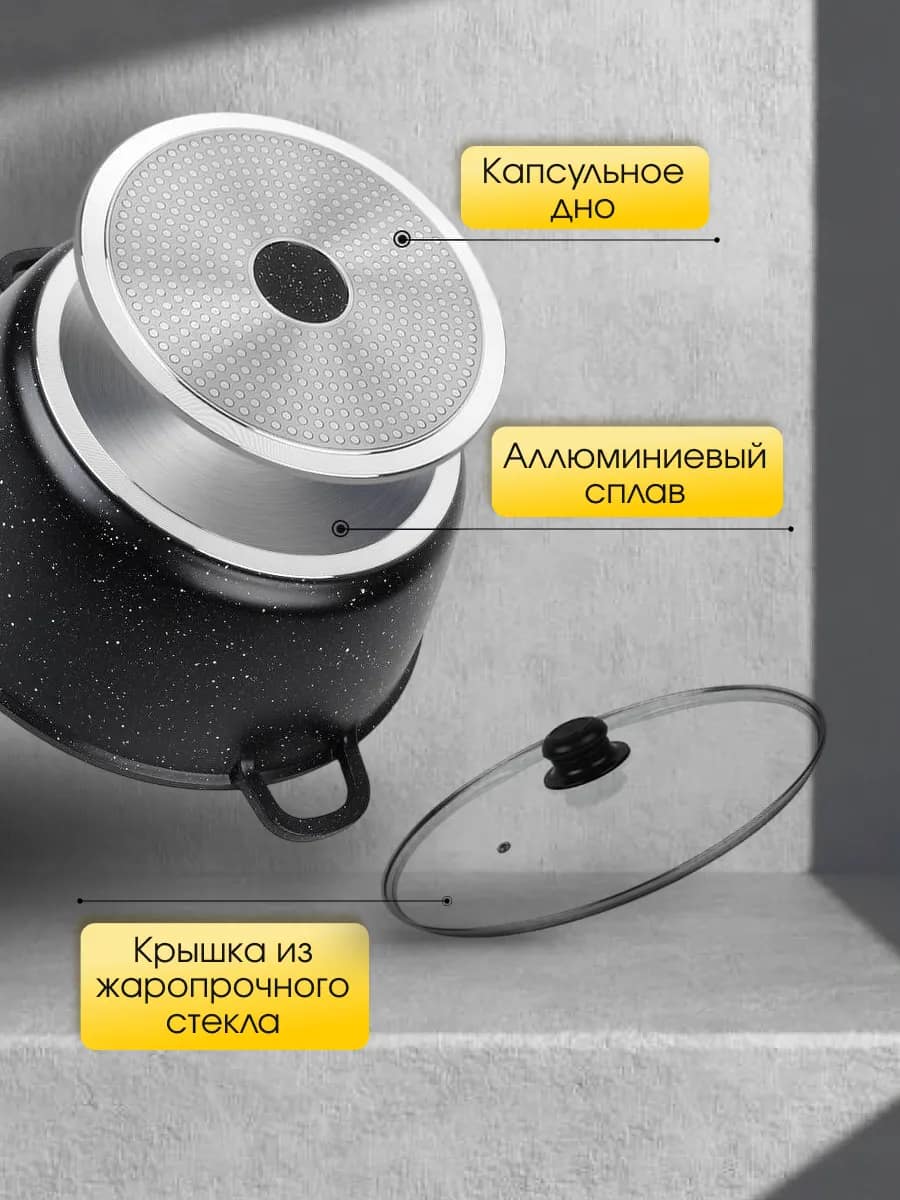 Капсульное
дно
Аллюминиевый
сплав
Крышка из
жаропрочного
стекла